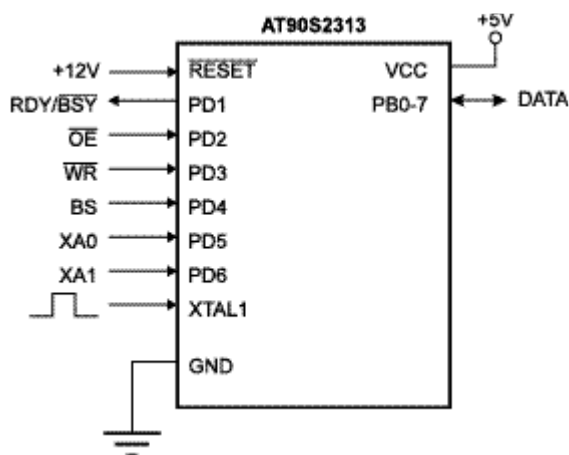 AT90S2313
+5V
+12V
RESET
VCC
RDY/BSY
PD1
PB0-7
DATA
OE
PD2
WR
PD3
BS
PD4
XA0
PD5
XA1
PD6
XTAL1
GND